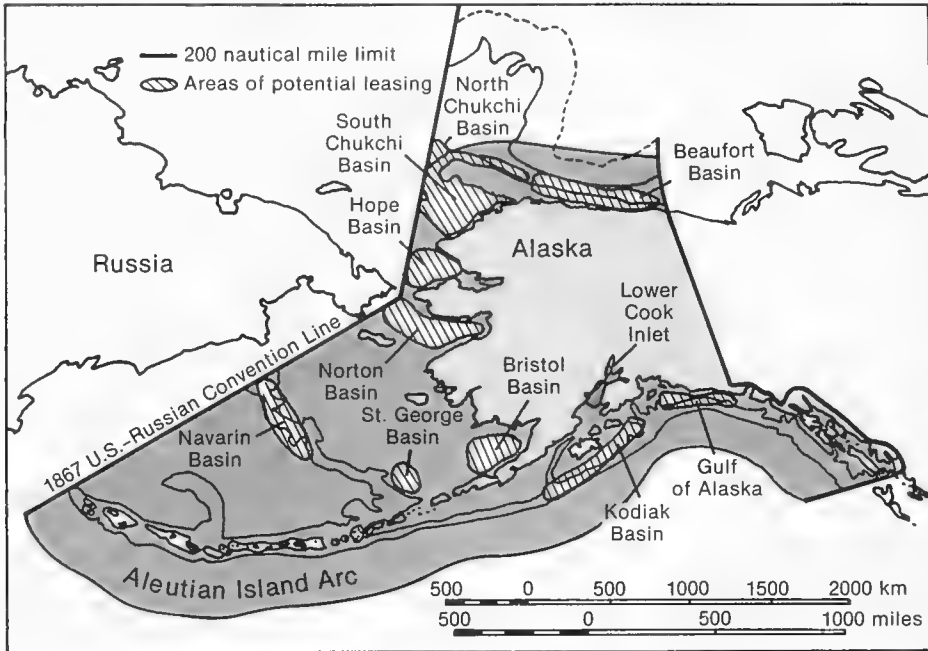 200 nautical mile limit
Areas of potential leasing
North
Chukchi
Basin
South
Chukchi
Basin
Beaufort
Basin
Hope
Basin
Alaska
Russia
Lower
Cook
Inlet
1867 U.S.–Russian Convention Line
Norton
Basin
Bristol
Basin
St. George
Basin
Navarin
Basin
Gulf
of Alaska
Kodiak
Basin
Aleutian Island Arc
500 0 500 1000 1500 2000 km
500 0 500 1000 miles